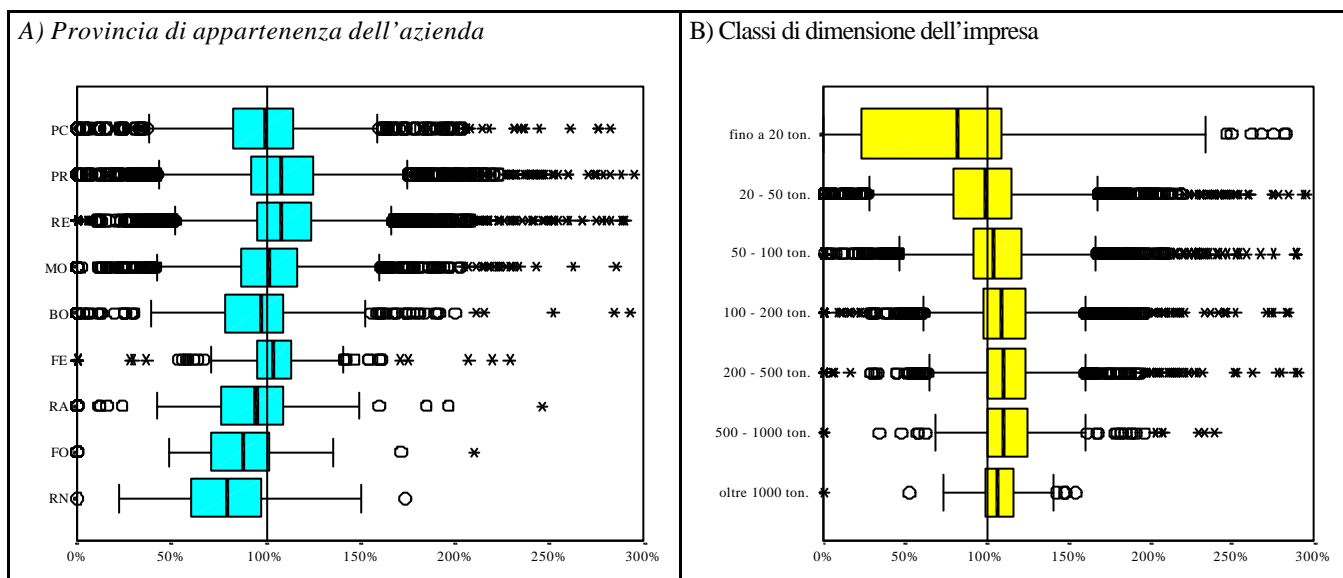 A) Provincia di appartenenza dell'azienda
PC
PR
RE
MO
BO
FE
RA
FO
RN
0% 50% 100% 150% 200% 250% 300%
B) Classi di dimensione dell'impresa
fino a 20 ton.
20 - 50 ton.
50 - 100 ton.
100 - 200 ton.
200 - 500 ton.
500 - 1000 ton.
oltre 1000 ton.
0% 50% 100% 150% 200% 250% 300%